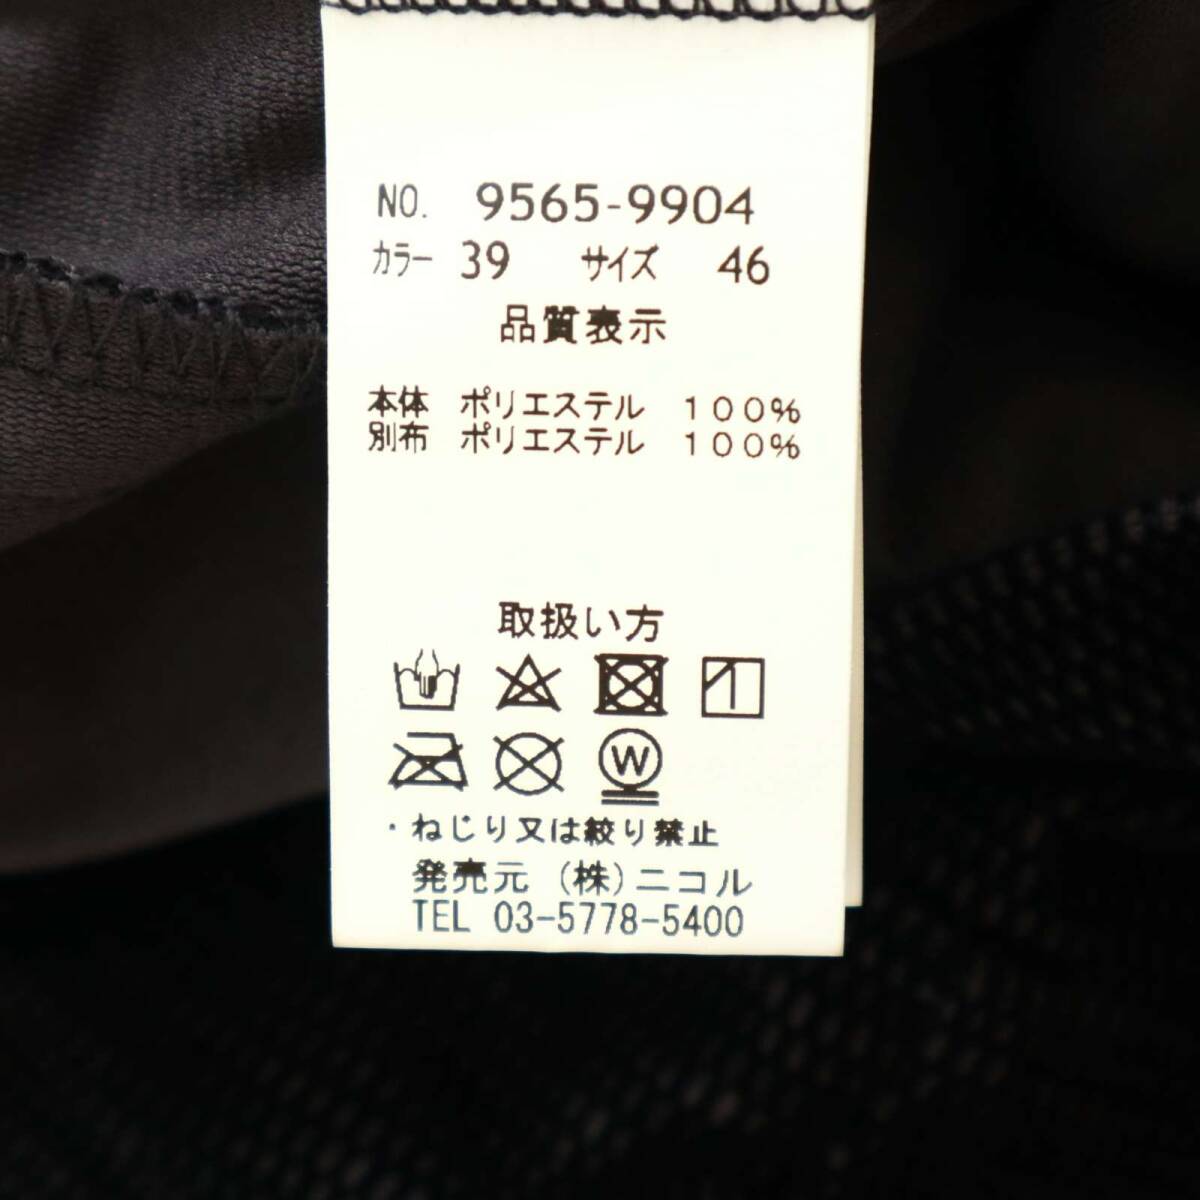 NO. 9565-9904
カラー 39 サイズ 46
品質表示
本体 ポリエステル 100%
別布 ポリエステル 100%
取扱い方
W
・ねじり又は絞り禁止
発売元 (株)ニコル
TEL 03-5778-5400